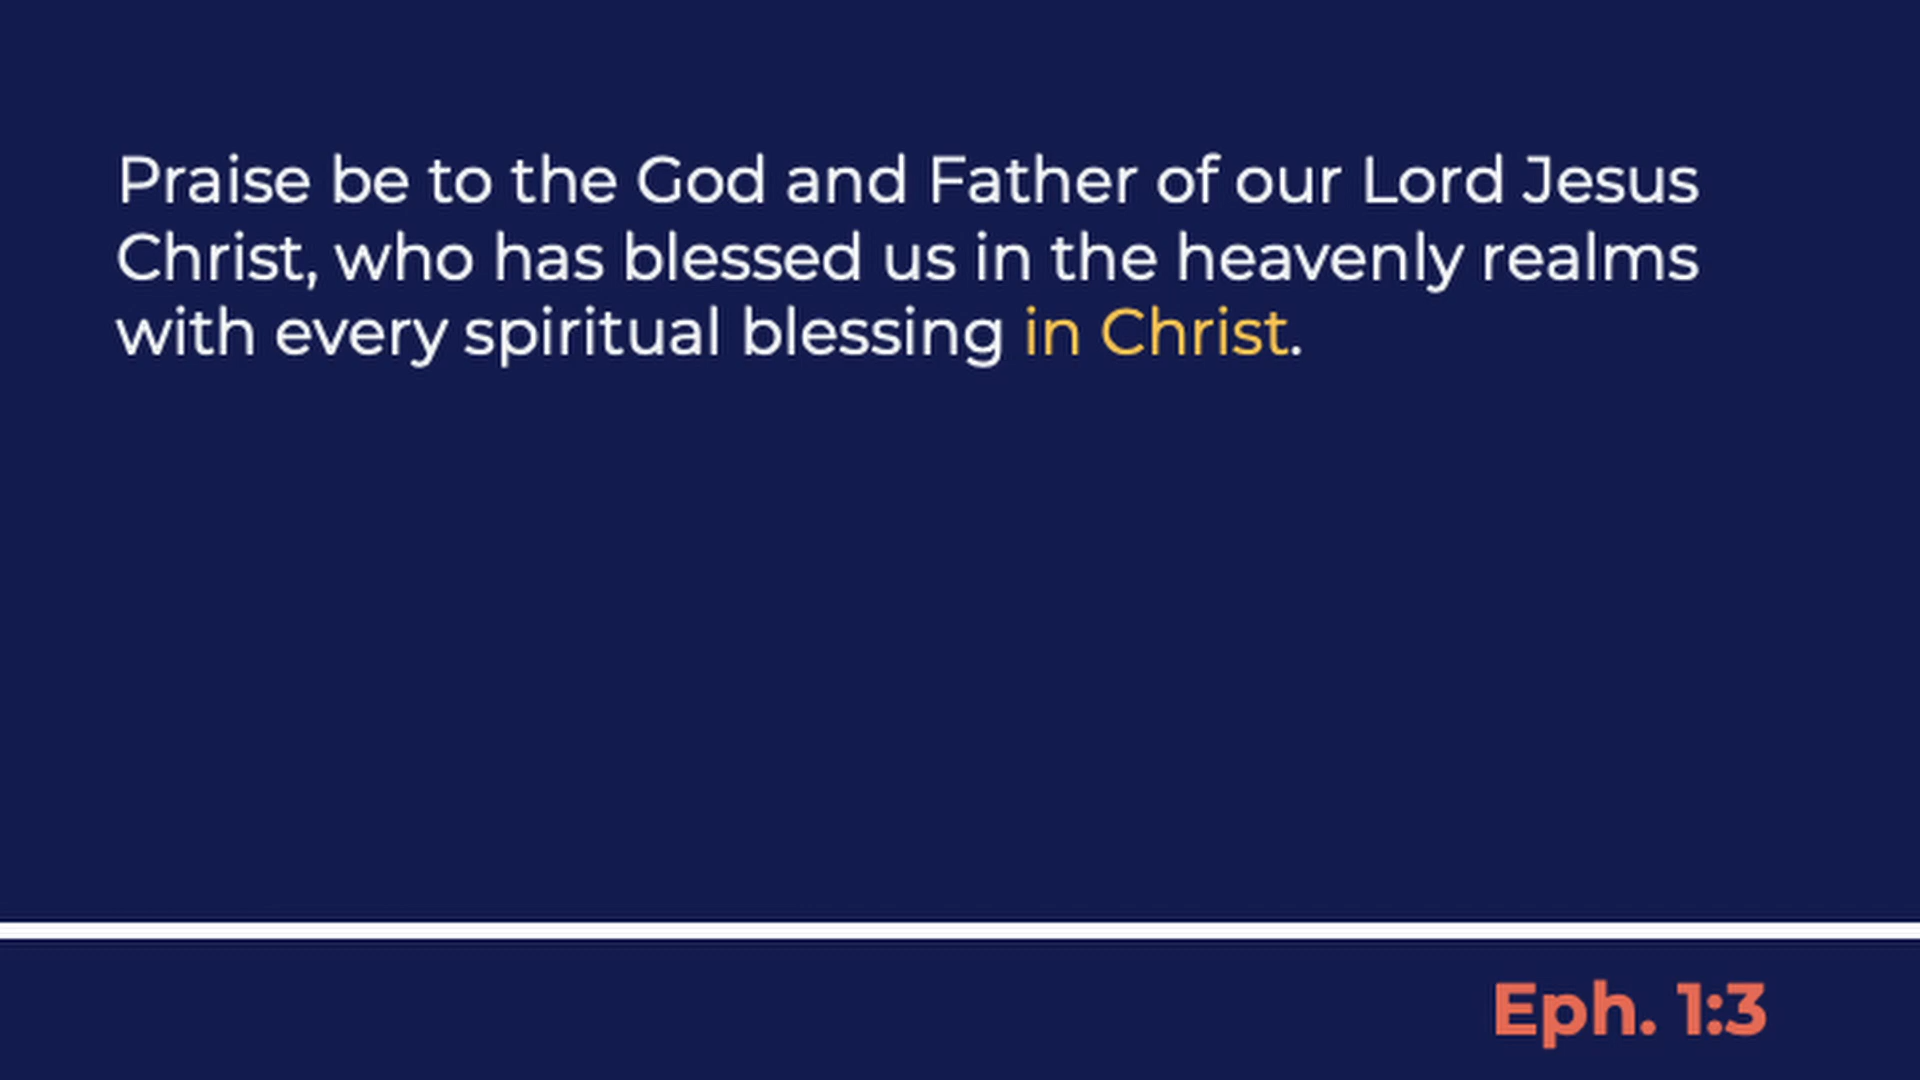 Praise be to the God and Father of our Lord Jesus
Christ, who has blessed us in the heavenly realms
with every spiritual blessing in Christ.
Eph. 1:3